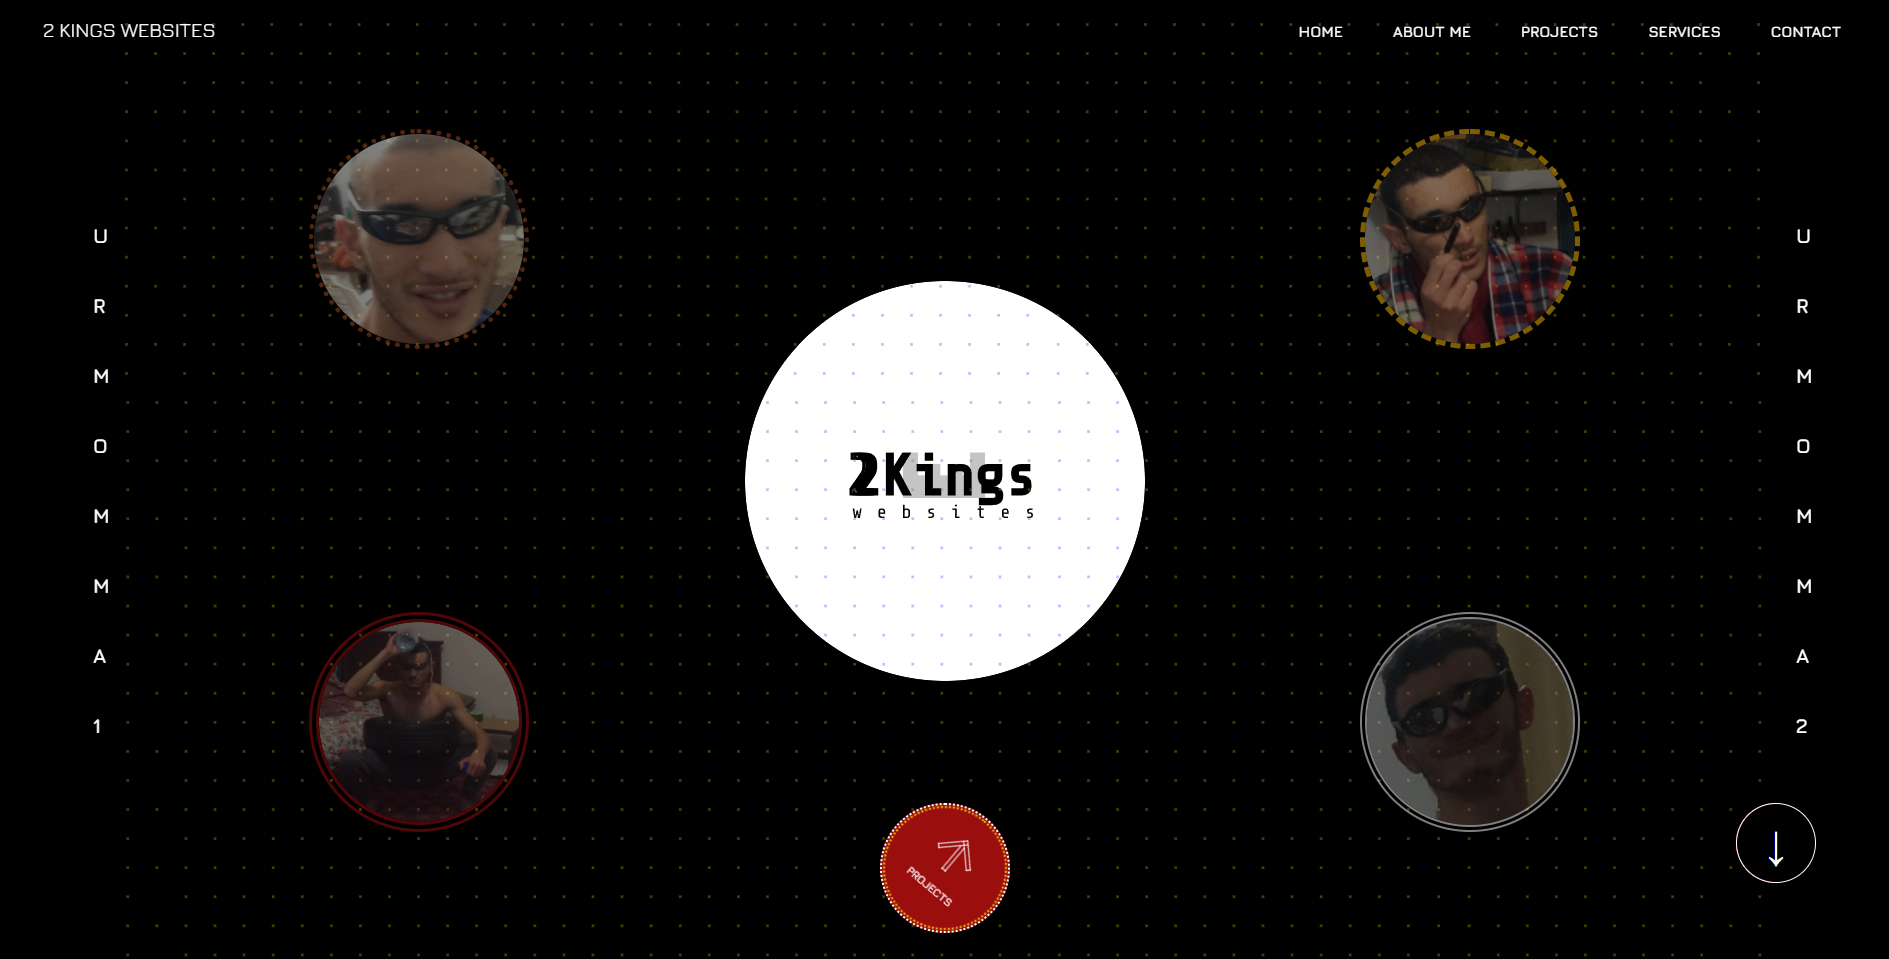 2 KINGS WEBSITES
HOME
ABOUT ME
PROJECTS
SERVICES
CONTACT
U
R
M
O
M
M
A
1
2Kings
websites
PROJECTS
U
R
M
O
M
M
A
2